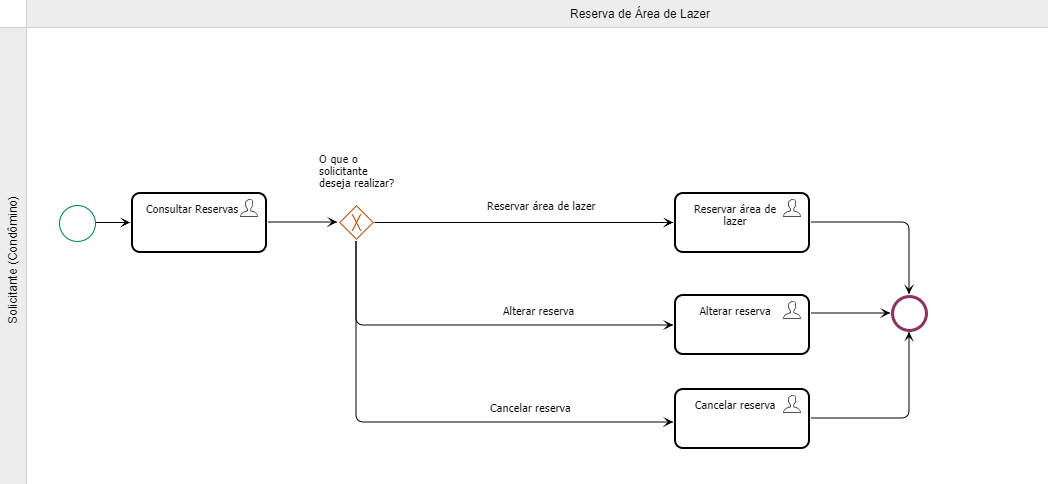 Reserva de Área de Lazer
Solicitante (Condômino)
O que o
solicitante
deseja realizar?
Consultar Reservas
X
Reservar área de lazer
Reservar área de
lazer
Alterar reserva
Alterar reserva
Cancelar reserva
Cancelar reserva